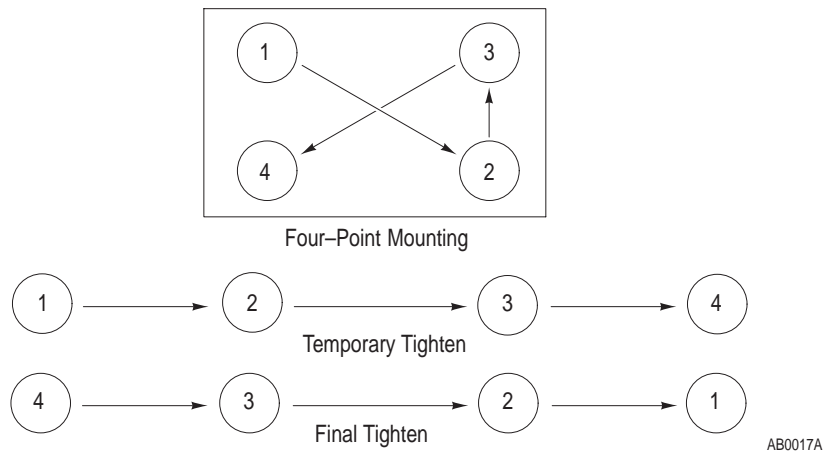 1 3
4 2
Four–Point Mounting
1 2 3 4
Temporary Tighten
4 3 2 1
Final Tighten
AB0017A